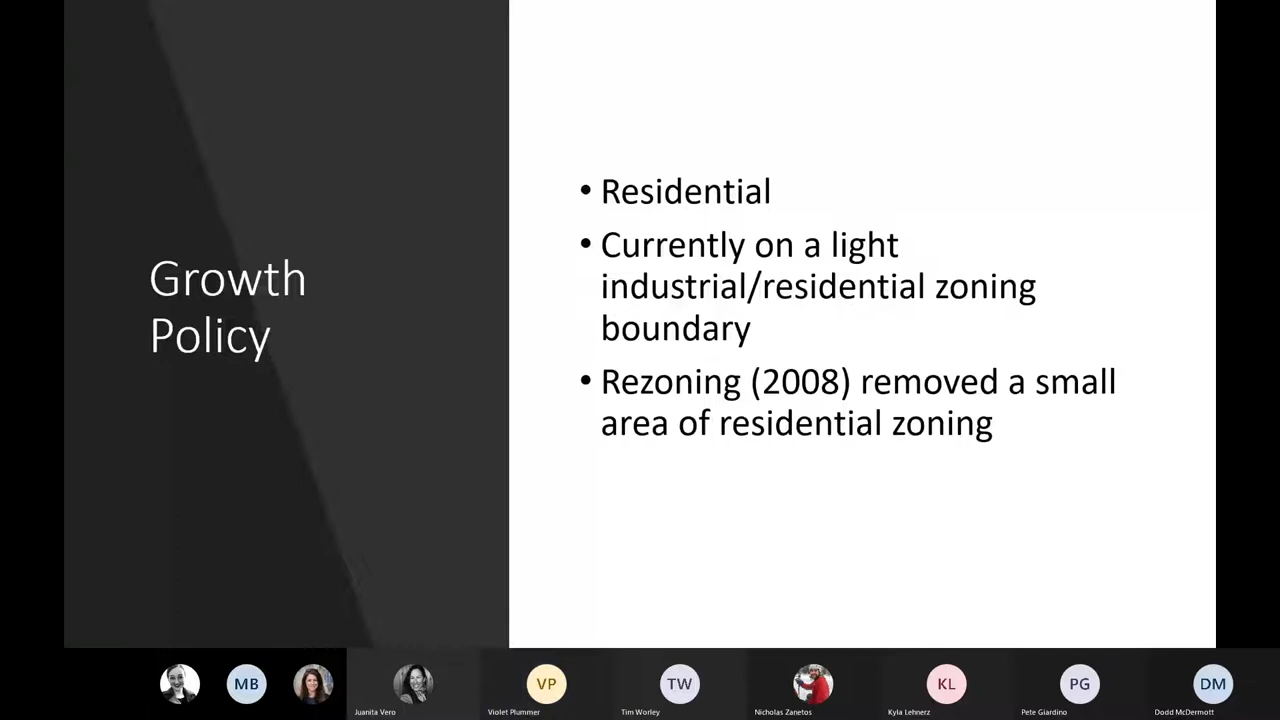 Growth
Policy
• Residential
• Currently on a light
industrial/residential zoning
boundary
• Rezoning (2008) removed a small
area of residential zoning
MB
VP
TW
KL
PG
DM
Juanita Vero
Violet Plummer
Tim Worley
Nicholas Zanetos
Kyla Lehnerz
Pete Giardino
Dodd McDermott